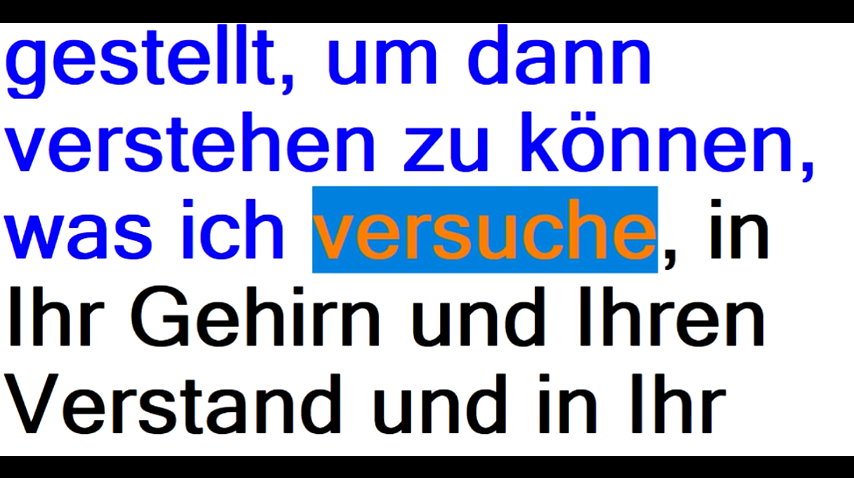 gestellt, um dann
verstehen zu können,
was ich versuche, in
Ihr Gehirn und Ihren
Verstand und in Ihr